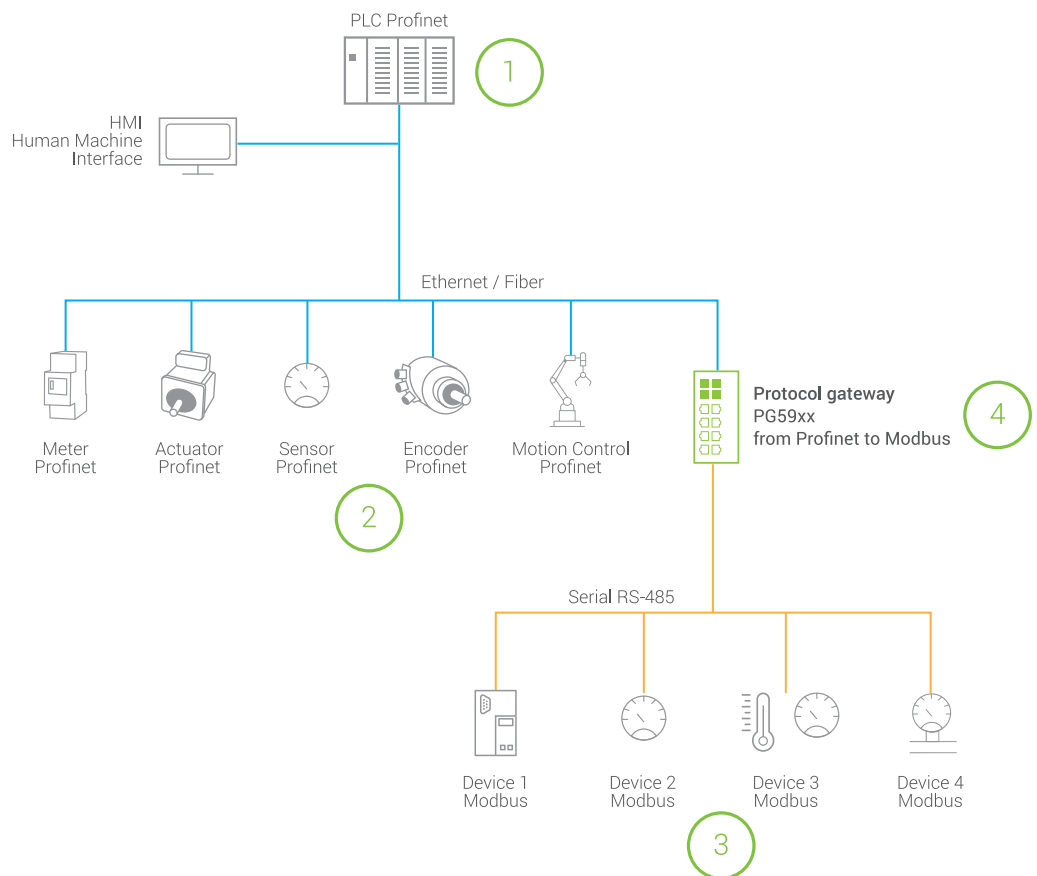 PLC Profinet
1
HMI
Human Machine
Interface
Ethernet / Fiber
Meter
Profinet
Actuator
Profinet
Sensor
Profinet
Encoder
Profinet
Motion Control
Profinet
2
Protocol gateway
PG59xx
from Profinet to Modbus
4
Serial RS-485
Device 1
Modbus
Device 2
Modbus
Device 3
Modbus
Device 4
Modbus
3